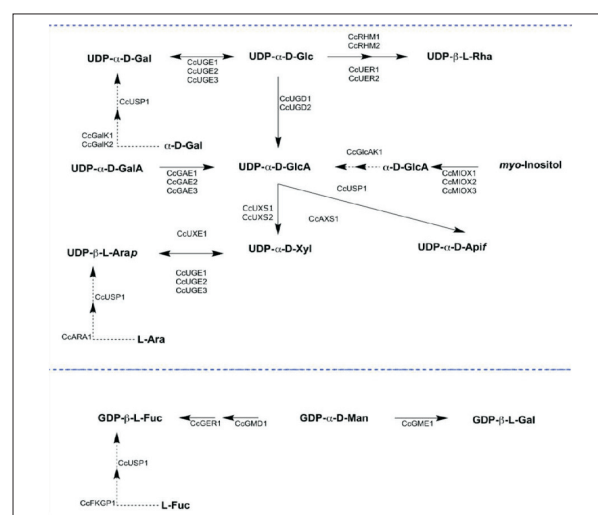 CcRHM1
CcRHM2
UDP-α-D-Gal
UDP-α-D-Glc
UDP-β-L-Rha
CcUGE1
CcUGE2
CcUGE3
CcUER1
CcUER2
CcUSP1
CcUGD1
CcUGD2
CcGalK1
CcGalK2
α-D-Gal
CcGlcAK1
UDP-α-D-GalA
UDP-α-D-GlcA
α-D-GlcA
myo-Inositol
CcGAE1
CcGAE2
CcGAE3
CcMIOX1
CcMIOX2
CcMIOX3
CcUSP1
CcUXS1
CcUXS2
CcAXS1
CcUXE1
UDP-β-L-Arap
UDP-α-D-Xyl
UDP-α-D-Apif
CcUGE1
CcUGE2
CcUGE3
CcUSP1
CcARA1
L-Ara
GDP-β-L-Fuc
GDP-α-D-Man
GDP-β-L-Gal
CcGER1
CcGMD1
CcGME1
CcUSP1
CcFKGP1
L-Fuc